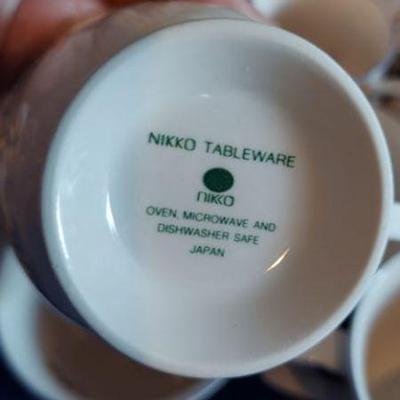 NIKKO TABLEWARE
NIKKO
OVEN, MICROWAVE AND
DISHWASHER SAFE
JAPAN